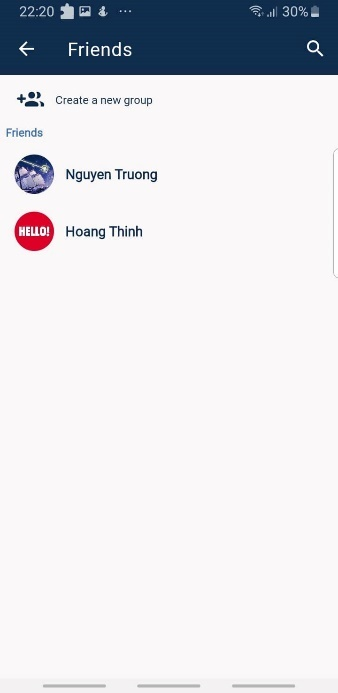 22:20 30%
Friends
Create a new group
Friends
Nguyen Truong
HELLO!
Hoang Thinh